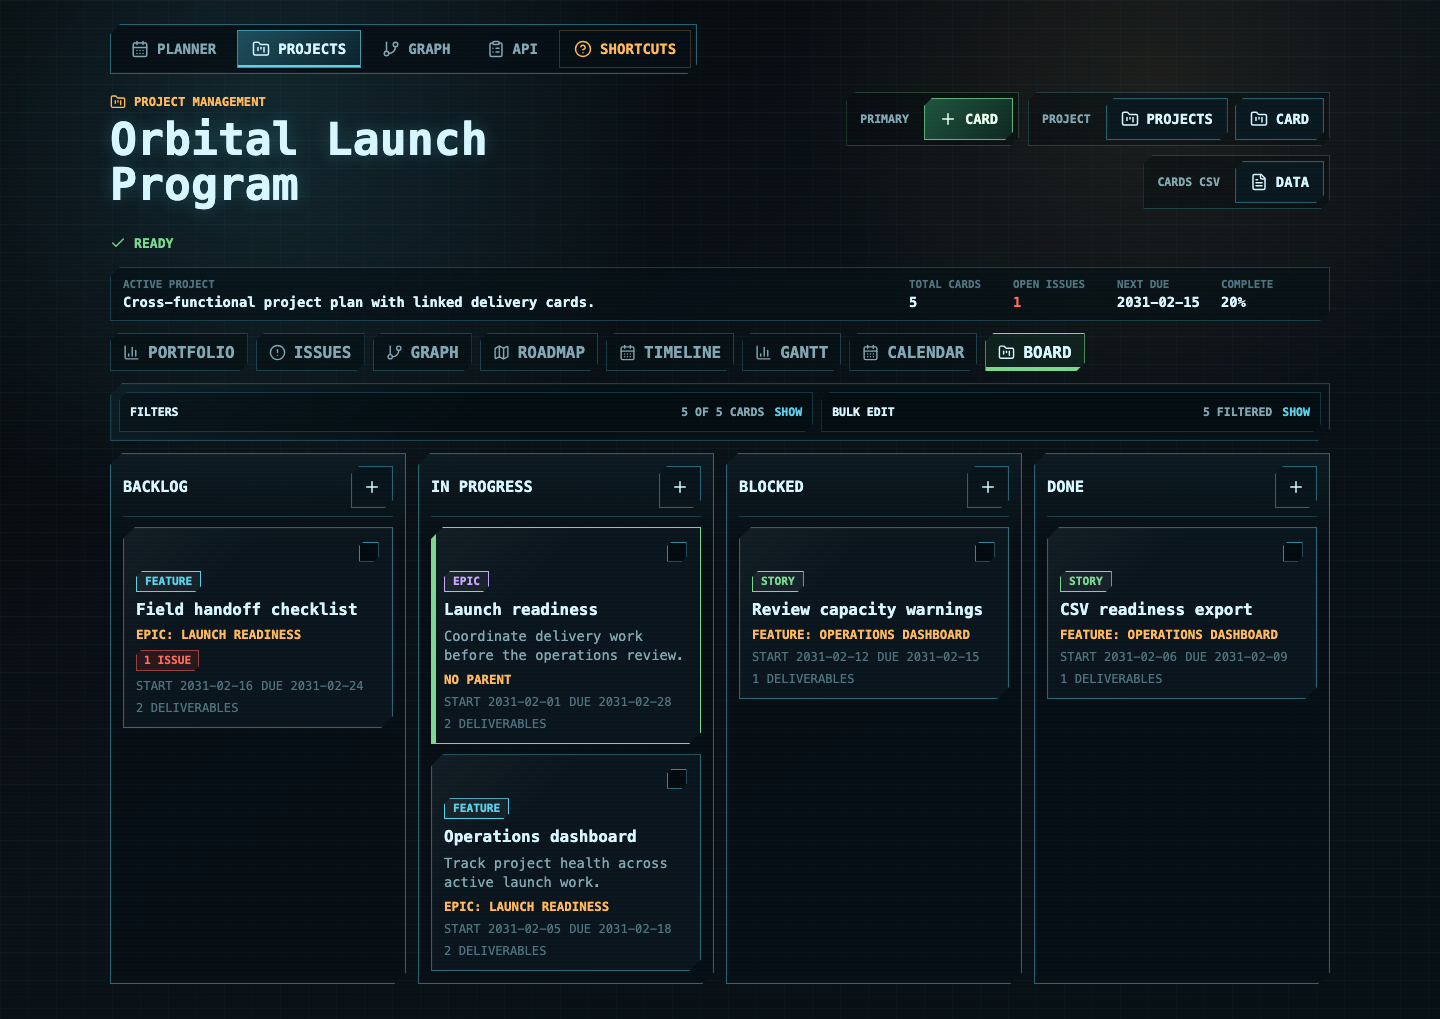 PLANNER
PROJECTS
GRAPH
API
SHORTCUTS
PROJECT MANAGEMENT
Orbital Launch
Program
READY
PRIMARY
CARD
PROJECT
PROJECTS
CARD
CARDS CSV
DATA
ACTIVE PROJECT
Cross-functional project plan with linked delivery cards.
TOTAL CARDS
5
OPEN ISSUES
1
NEXT DUE
2031-02-15
COMPLETE
20%
PORTFOLIO
ISSUES
GRAPH
ROADMAP
TIMELINE
GANTT
CALENDAR
BOARD
FILTERS
5 OF 5 CARDS SHOW
BULK EDIT
5 FILTERED SHOW
BACKLOG
FEATURE
Field handoff checklist
EPIC: LAUNCH READINESS
1 ISSUE
START 2031-02-16 DUE 2031-02-24
2 DELIVERABLES
IN PROGRESS
EPIC
Launch readiness
Coordinate delivery work
before the operations review.
NO PARENT
START 2031-02-01 DUE 2031-02-28
2 DELIVERABLES
FEATURE
Operations dashboard
Track project health across
active launch work.
EPIC: LAUNCH READINESS
START 2031-02-05 DUE 2031-02-18
2 DELIVERABLES
BLOCKED
STORY
Review capacity warnings
FEATURE: OPERATIONS DASHBOARD
START 2031-02-12 DUE 2031-02-15
1 DELIVERABLES
DONE
STORY
CSV readiness export
FEATURE: OPERATIONS DASHBOARD
START 2031-02-06 DUE 2031-02-09
1 DELIVERABLES